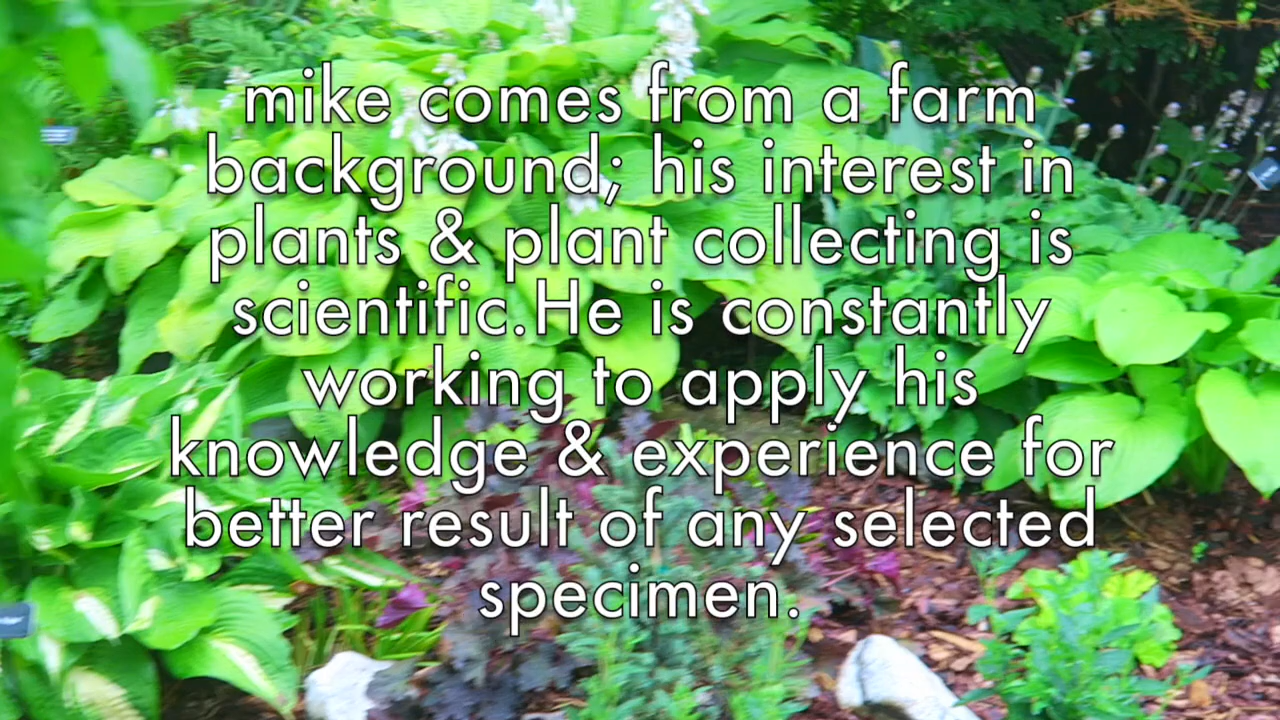 mike comes from a farm
background; his interest in
plants & plant collecting is
scientific.He is constantly
working to apply his
knowledge & experience for
better result of any selected
specimen.